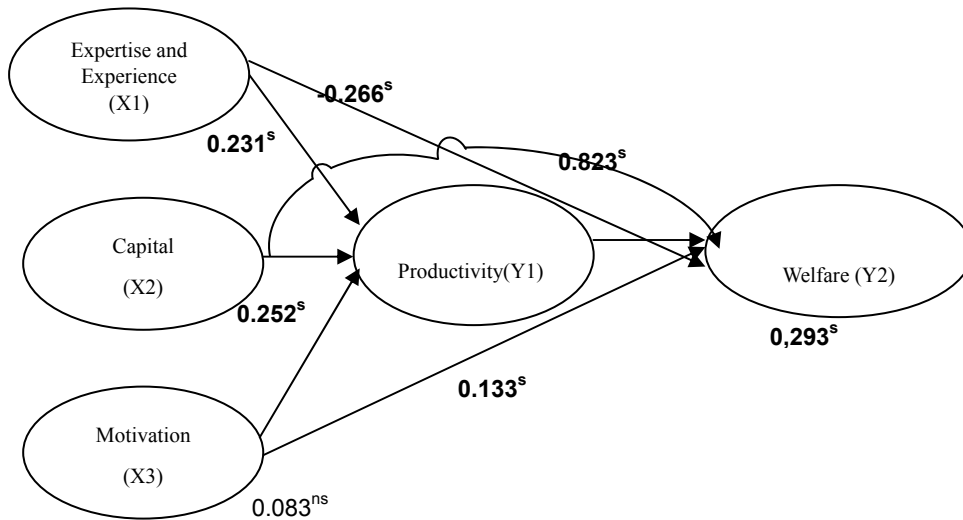 Expertise and
Experience
(X1)
-0.266ˢ
0.231ˢ
0.823ˢ
Capital
(X2)
Productivity(Y1)
Welfare (Y2)
0.252ˢ
0,293ˢ
0.133ˢ
Motivation
(X3)
0.083ⁿˢ